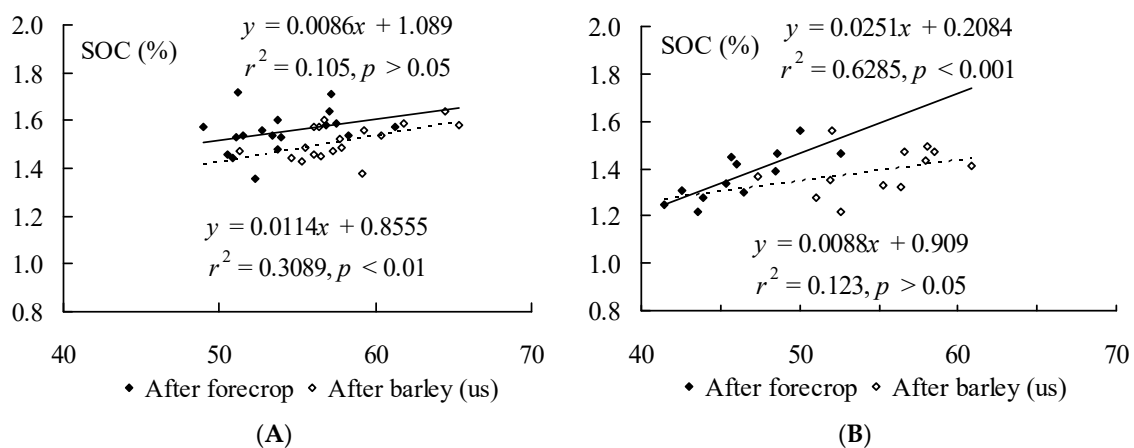 2.0
1.8
1.6
1.4
1.2
1.0
0.8
SOC (%)
y = 0.0086x + 1.089
r² = 0.105, p > 0.05
y = 0.0114x + 0.8555
r² = 0.3089, p < 0.01
40 50 60 70
♦ After forecrop ◊ After barley (us)
(A)
2.0
1.8
1.6
1.4
1.2
1.0
0.8
SOC (%)
y = 0.0251x + 0.2084
r² = 0.6285, p < 0.001
y = 0.0088x + 0.909
r² = 0.123, p > 0.05
40 50 60 70
♦ After forecrop ◊ After barley (us)
(B)